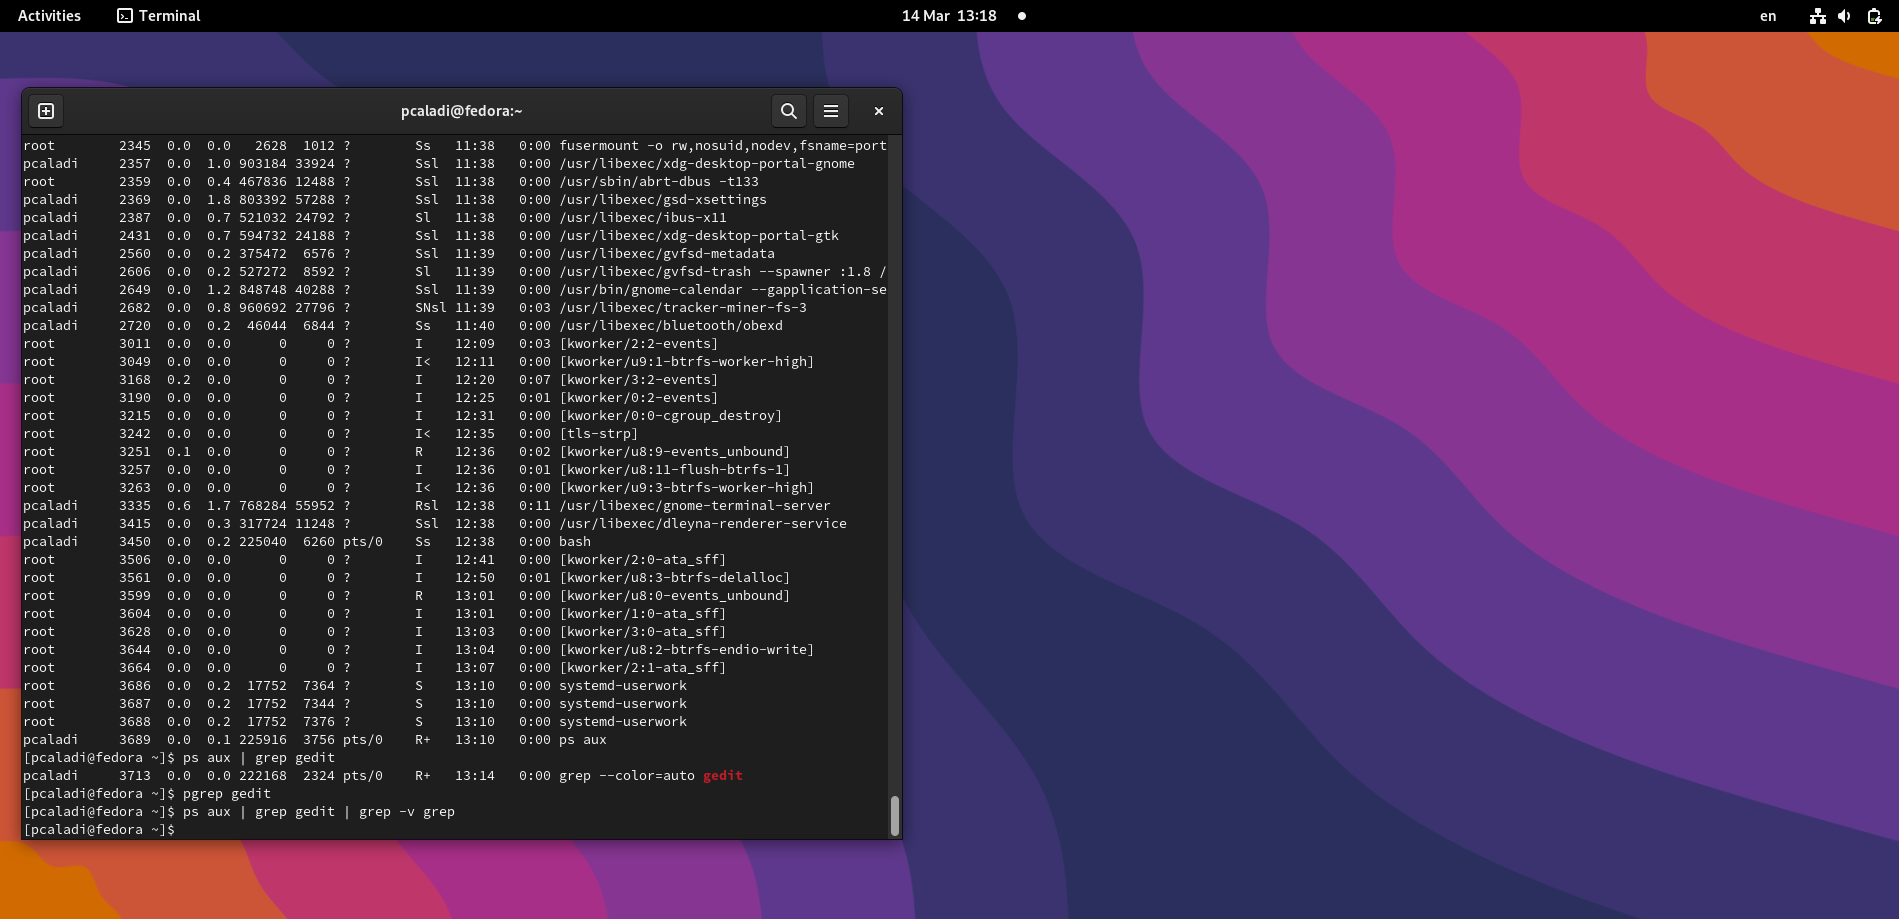 Activities Terminal 14 Mar 13:18 en
pcaladi@fedora:~
root 2345 0.0 0.0 2628 1012 ? Ss 11:38 0:00 fusermount -o rw,nosuid,nodev,fsname=port
pcaladi 2357 0.0 1.0 903184 33924 ? Ssl 11:38 0:00 /usr/libexec/xdg-desktop-portal-gnome
root 2359 0.0 0.4 467836 12488 ? Ssl 11:38 0:00 /usr/sbin/abrt-dbus -t133
pcaladi 2369 0.0 1.8 803392 57288 ? Ssl 11:38 0:00 /usr/libexec/gsd-xsettings
pcaladi 2387 0.0 0.7 521032 24792 ? Sl 11:38 0:00 /usr/libexec/ibus-x11
pcaladi 2431 0.0 0.7 594732 24188 ? Ssl 11:38 0:00 /usr/libexec/xdg-desktop-portal-gtk
pcaladi 2560 0.0 0.2 375472 6576 ? Ssl 11:39 0:00 /usr/libexec/gvfsd-metadata
pcaladi 2606 0.0 0.2 527272 8592 ? Sl 11:39 0:00 /usr/libexec/gvfsd-trash --spawner :1.8 /
pcaladi 2649 0.0 1.2 848748 40288 ? Ssl 11:39 0:00 /usr/bin/gnome-calendar --gapplication-se
pcaladi 2682 0.0 0.8 960692 27796 ? SNsl 11:39 0:03 /usr/libexec/tracker-miner-fs-3
pcaladi 2720 0.0 0.2 46044 6844 ? Ss 11:40 0:00 /usr/libexec/bluetooth/obexd
root 3011 0.0 0.0 0 0 ? I 12:09 0:03 [kworker/2:2-events]
root 3049 0.0 0.0 0 0 ? I< 12:11 0:00 [kworker/u9:1-btrfs-worker-high]
root 3168 0.2 0.0 0 0 ? I 12:20 0:07 [kworker/3:2-events]
root 3190 0.0 0.0 0 0 ? I 12:25 0:01 [kworker/0:2-events]
root 3215 0.0 0.0 0 0 ? I 12:31 0:00 [kworker/0:0-cgroup_destroy]
root 3242 0.0 0.0 0 0 ? I< 12:35 0:00 [tls-strp]
root 3251 0.1 0.0 0 0 ? R 12:36 0:02 [kworker/u8:9-events_unbound]
root 3257 0.0 0.0 0 0 ? I 12:36 0:01 [kworker/u8:11-flush-btrfs-1]
root 3263 0.0 0.0 0 0 ? I< 12:36 0:00 [kworker/u9:3-btrfs-worker-high]
pcaladi 3335 0.6 1.7 768284 55952 ? Rsl 12:38 0:11 /usr/libexec/gnome-terminal-server
pcaladi 3415 0.0 0.3 317724 11248 ? Ssl 12:38 0:00 /usr/libexec/dleyna-renderer-service
pcaladi 3450 0.0 0.2 225040 6260 pts/0 Ss 12:38 0:00 bash
root 3506 0.0 0.0 0 0 ? I 12:41 0:00 [kworker/2:0-ata_sff]
root 3561 0.0 0.0 0 0 ? I 12:50 0:01 [kworker/u8:3-btrfs-delalloc]
root 3599 0.0 0.0 0 0 ? R 13:01 0:00 [kworker/u8:0-events_unbound]
root 3604 0.0 0.0 0 0 ? I 13:01 0:00 [kworker/1:0-ata_sff]
root 3628 0.0 0.0 0 0 ? I 13:03 0:00 [kworker/3:0-ata_sff]
root 3644 0.0 0.0 0 0 ? I 13:04 0:00 [kworker/u8:2-btrfs-endio-write]
root 3664 0.0 0.0 0 0 ? I 13:07 0:00 [kworker/2:1-ata_sff]
root 3686 0.0 0.2 17752 7364 ? S 13:10 0:00 systemd-userwork
root 3687 0.0 0.2 17752 7344 ? S 13:10 0:00 systemd-userwork
root 3688 0.0 0.2 17752 7376 ? S 13:10 0:00 systemd-userwork
pcaladi 3689 0.0 0.1 225916 3756 pts/0 R+ 13:10 0:00 ps aux
[pcaladi@fedora ~]$ ps aux | grep gedit
pcaladi 3713 0.0 0.0 222168 2324 pts/0 R+ 13:14 0:00 grep --color=auto gedit
[pcaladi@fedora ~]$ pgrep gedit
[pcaladi@fedora ~]$ ps aux | grep gedit | grep -v grep
[pcaladi@fedora ~]$